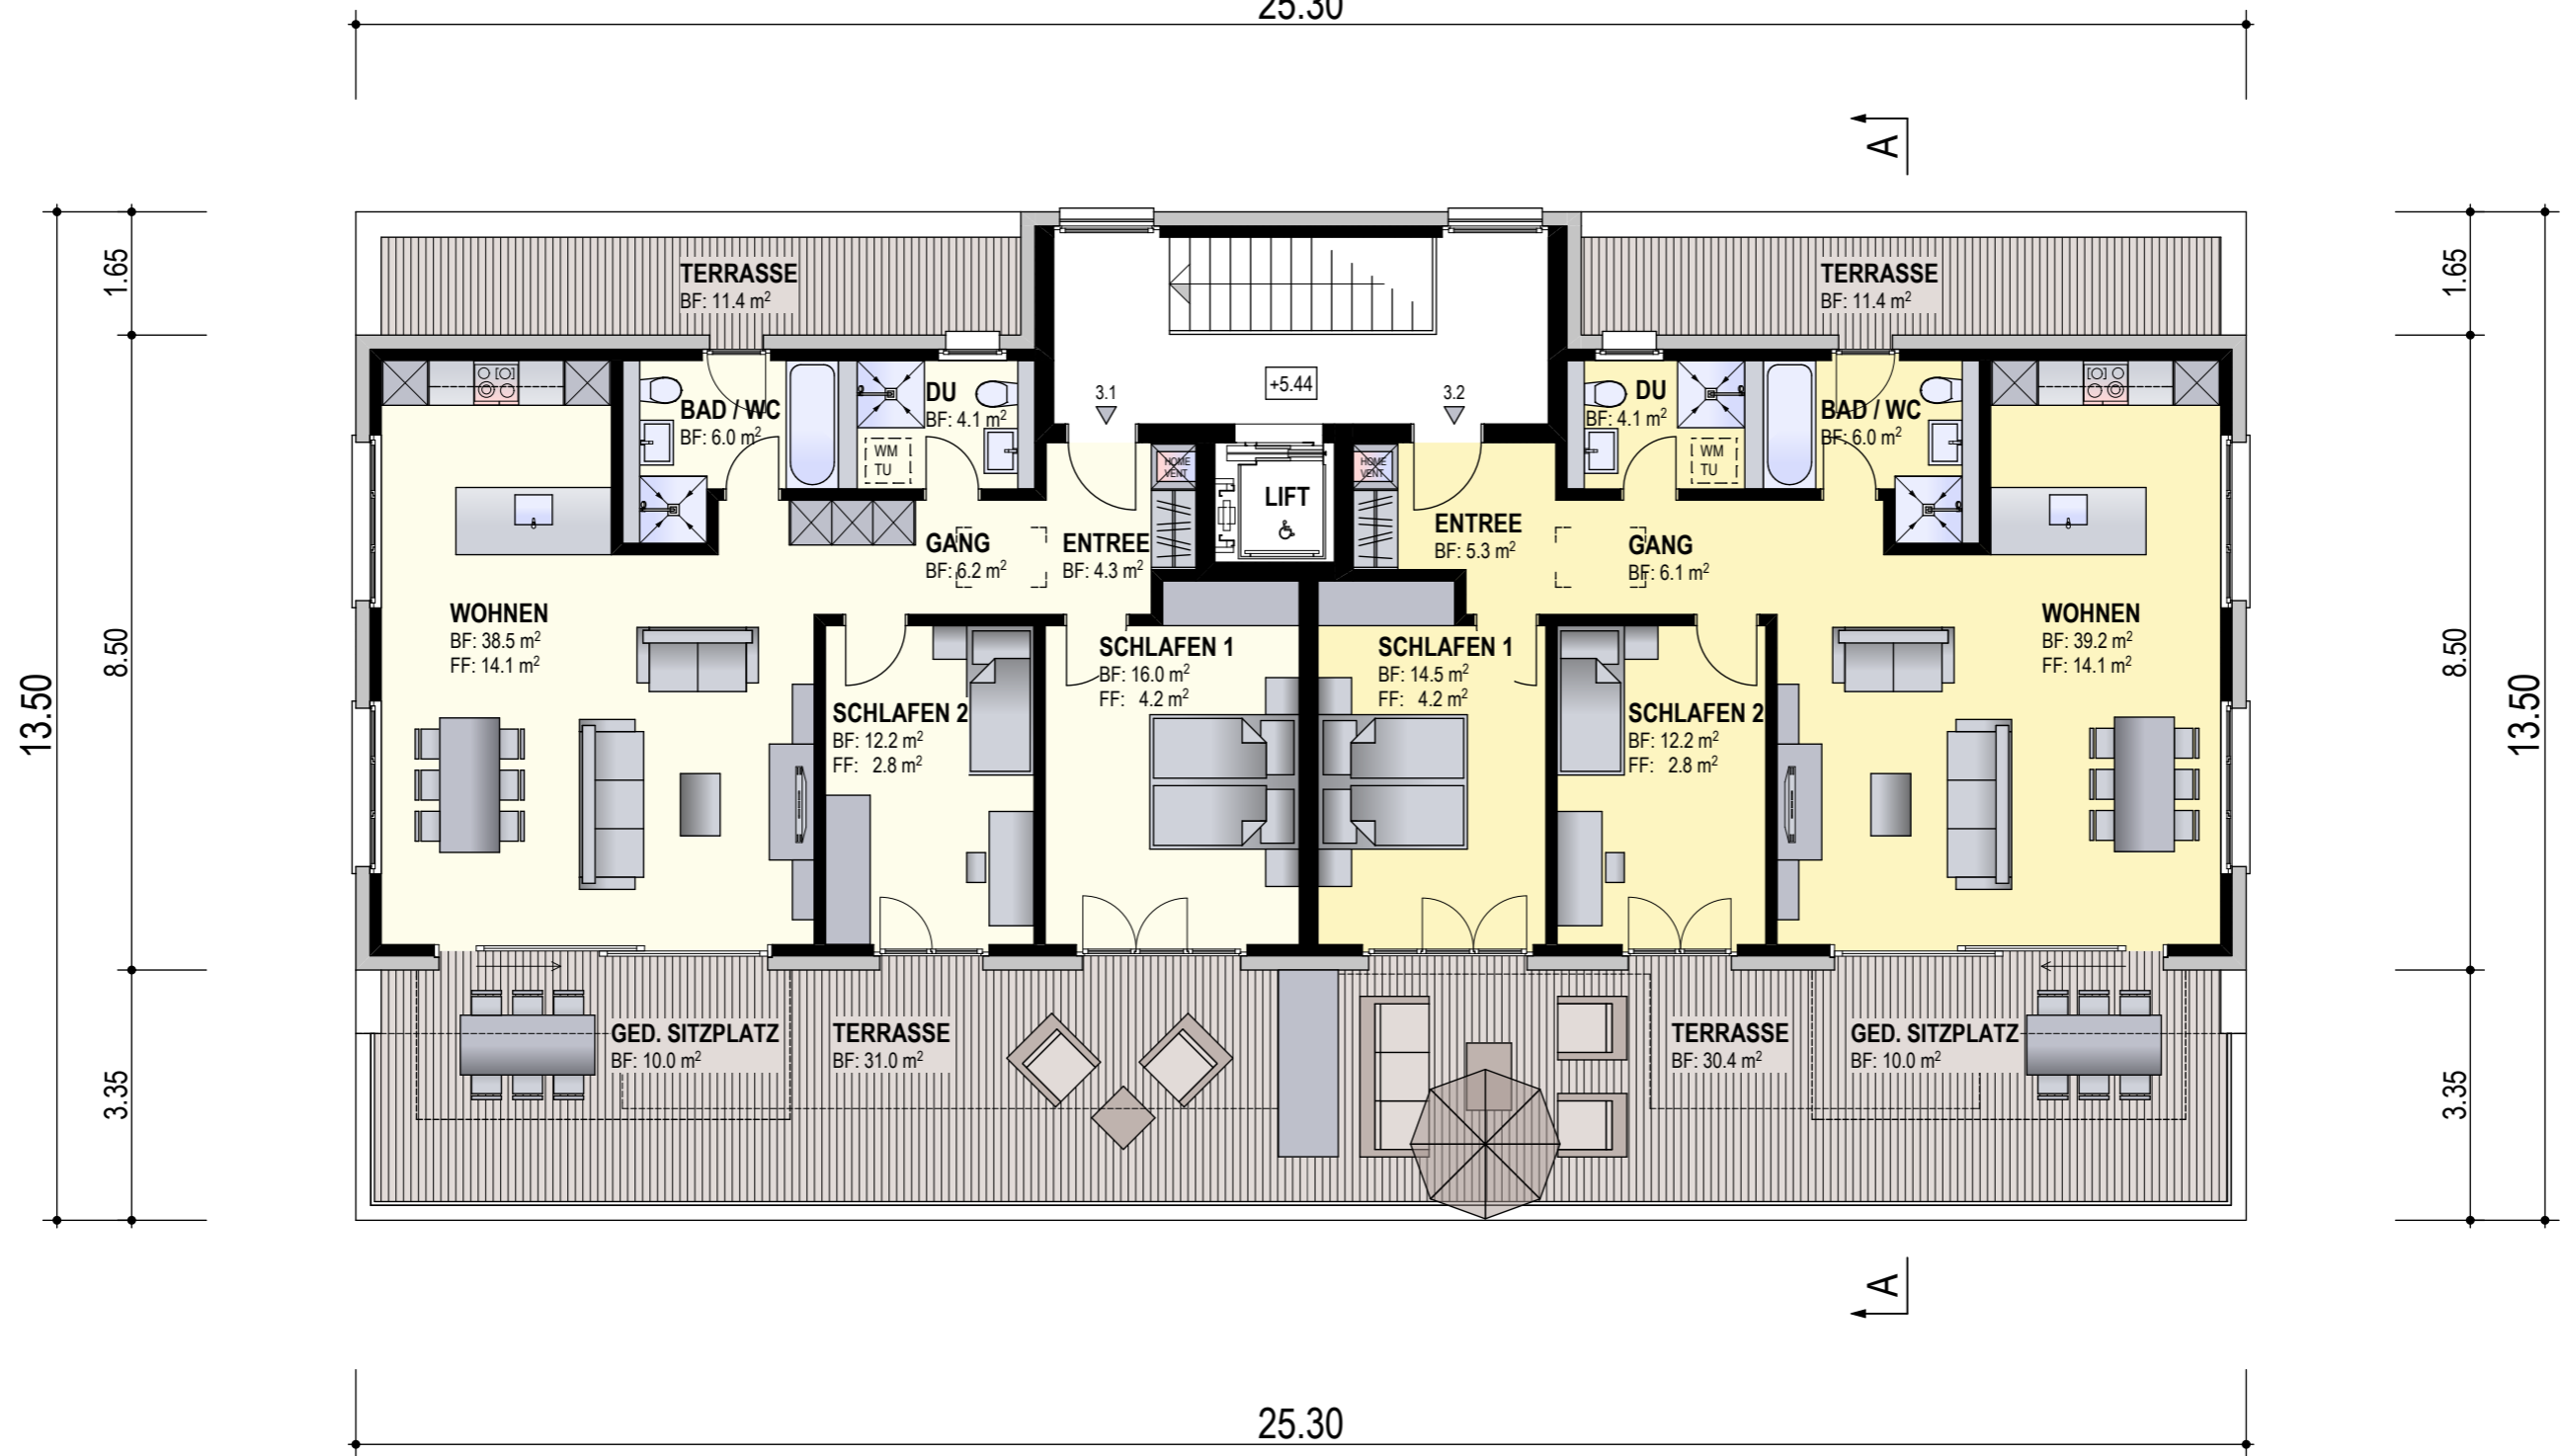 25.30
A
1.65
8.50
3.35
13.50
TERRASSE
BF: 11.4 m²
TERRASSE
BF: 11.4 m²
1.65
8.50
3.35
13.50
BAD / WC
BF: 6.0 m²
DU
BF: 4.1 m²
WM
TU
3.1
+5.44
3.2
DU
BF: 4.1 m²
WM
TU
BAD / WC
BF: 6.0 m²
HOME
VENT
LIFT
HOME
VENT
GANG
BF: 6.2 m²
ENTREE
BF: 4.3 m²
ENTREE
BF: 5.3 m²
GANG
BF: 6.1 m²
WOHNEN
BF: 38.5 m²
FF: 14.1 m²
SCHLAFEN 2
BF: 12.2 m²
FF: 2.8 m²
SCHLAFEN 1
BF: 16.0 m²
FF: 4.2 m²
SCHLAFEN 1
BF: 14.5 m²
FF: 4.2 m²
SCHLAFEN 2
BF: 12.2 m²
FF: 2.8 m²
WOHNEN
BF: 39.2 m²
FF: 14.1 m²
GED. SITZPLATZ
BF: 10.0 m²
TERRASSE
BF: 31.0 m²
TERRASSE
BF: 30.4 m²
GED. SITZPLATZ
BF: 10.0 m²
A
25.30